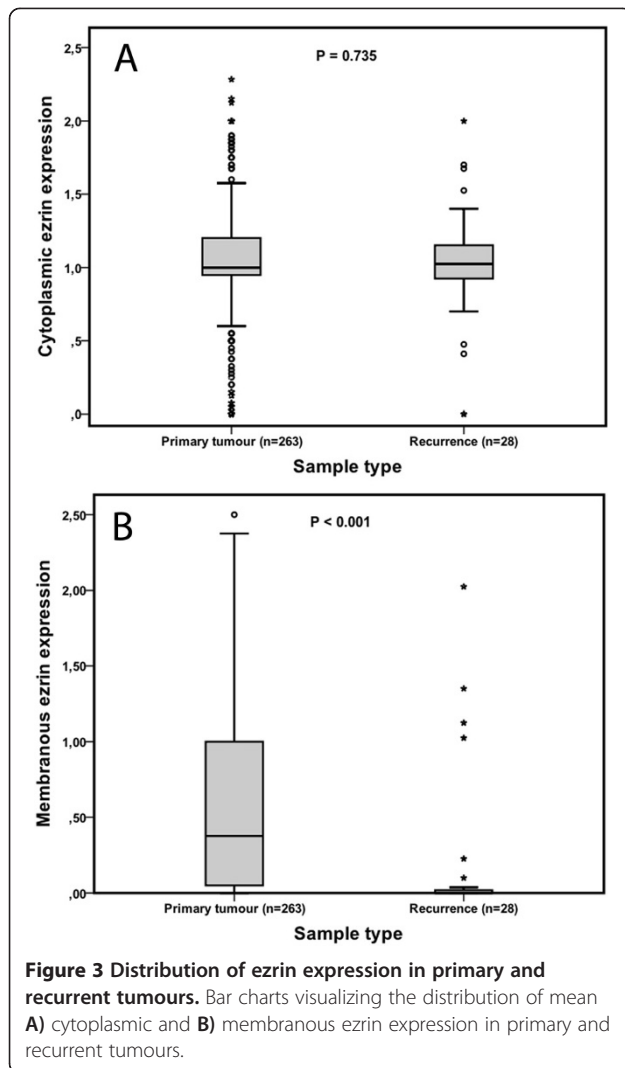 A
P = 0.735
Cytoplasmic ezrin expression
2,5
2,0
1,5
1,0
,5
,0
Primary tumour (n=263)
Recurrence (n=28)
Sample type
B
P < 0.001
Membranous ezrin expression
2,50
2,00
1,50
1,00
,50
,00
Primary tumour (n=263)
Recurrence (n=28)
Sample type
Figure 3 Distribution of ezrin expression in primary and
recurrent tumours. Bar charts visualizing the distribution of mean
A) cytoplasmic and B) membranous ezrin expression in primary and
recurrent tumours.